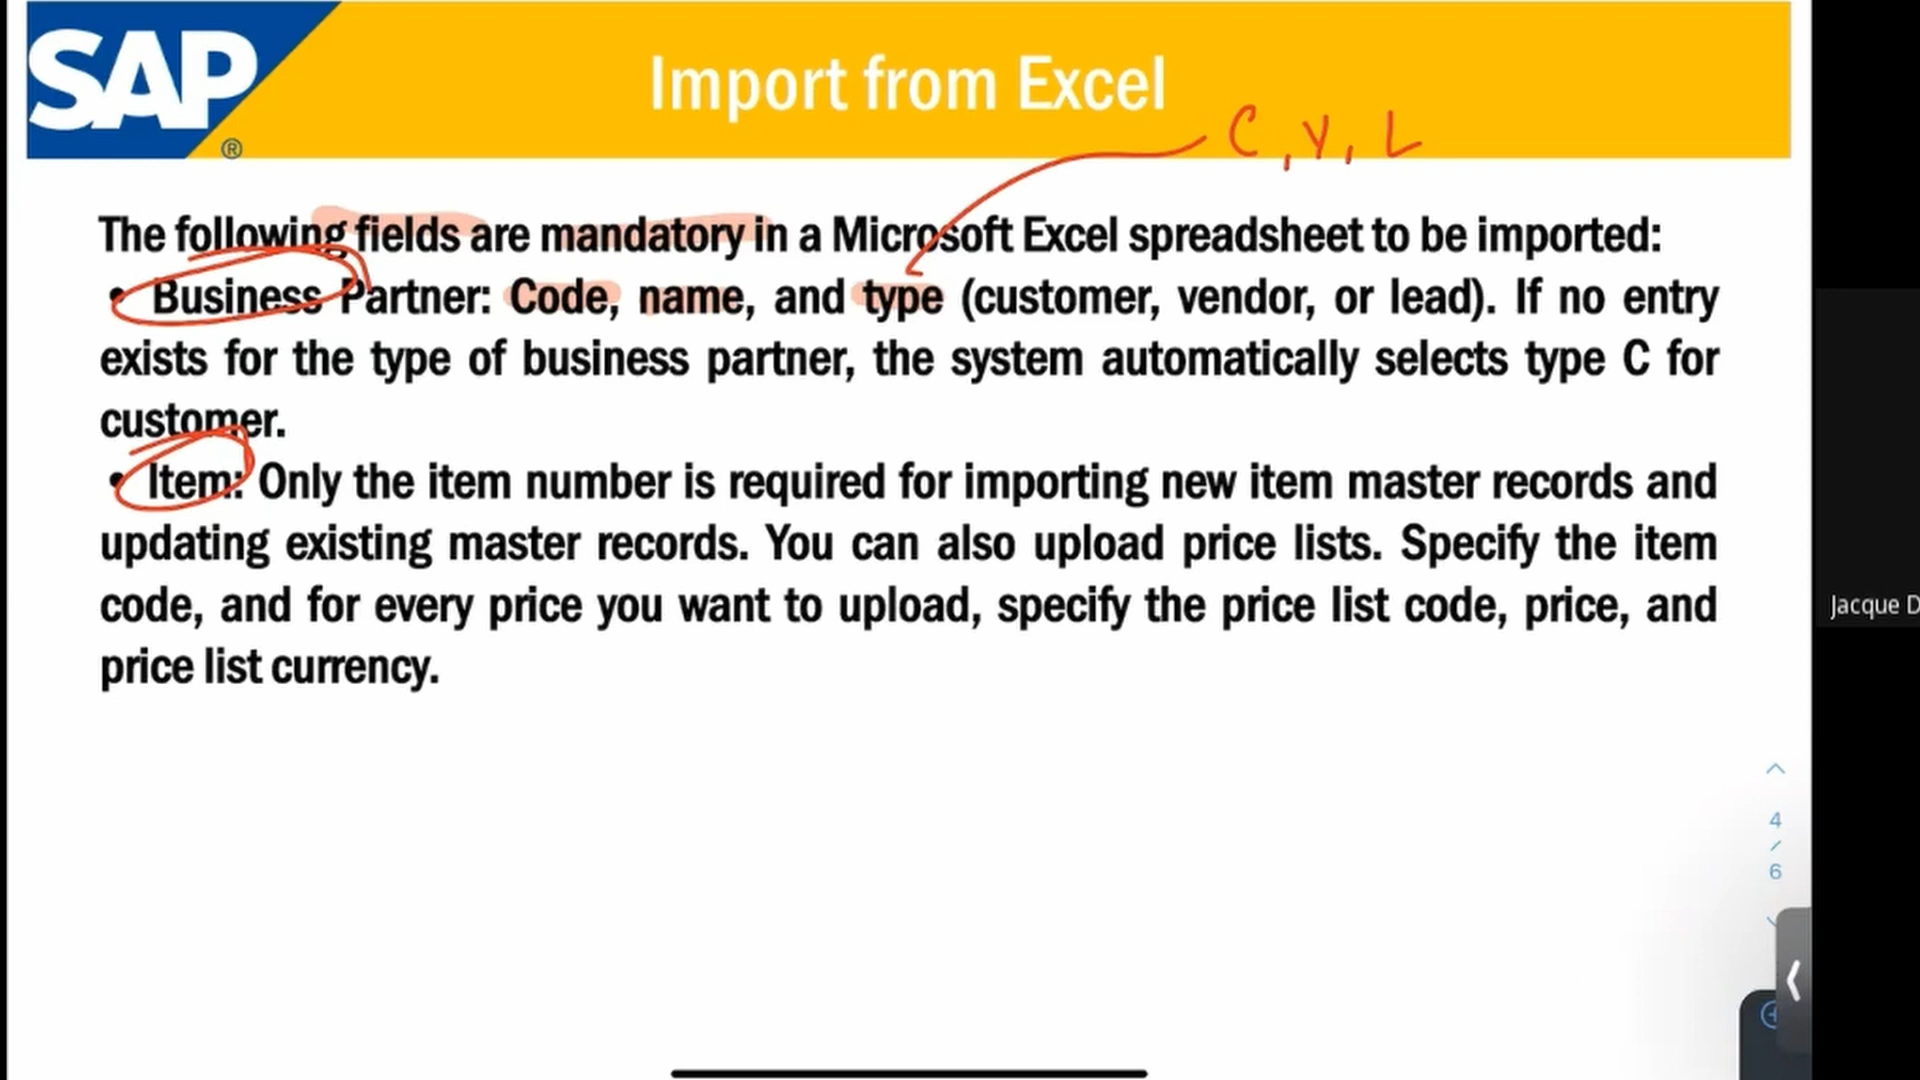 SAP
®
Import from Excel
C, Y, L
The following fields are mandatory in a Microsoft Excel spreadsheet to be imported:
• Business Partner: Code, name, and type (customer, vendor, or lead). If no entry
exists for the type of business partner, the system automatically selects type C for
customer.
• Item: Only the item number is required for importing new item master records and
updating existing master records. You can also upload price lists. Specify the item
code, and for every price you want to upload, specify the price list code, price, and
price list currency.
4
/
6
Jacque D